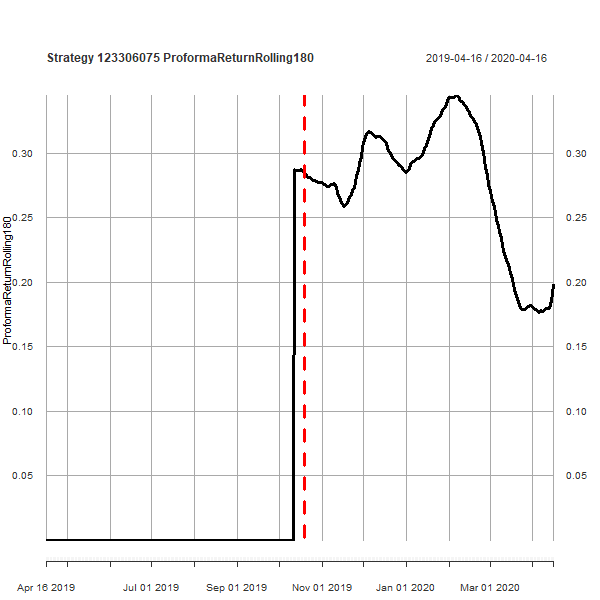 Strategy 123306075 ProformaReturnRolling180
2019-04-16 / 2020-04-16
ProformaReturnRolling180
0.30
0.30
0.25
0.25
0.20
0.20
0.15
0.15
0.10
0.10
0.05
0.05
Apr 16 2019
Jul 01 2019
Sep 01 2019
Nov 01 2019
Jan 01 2020
Mar 01 2020